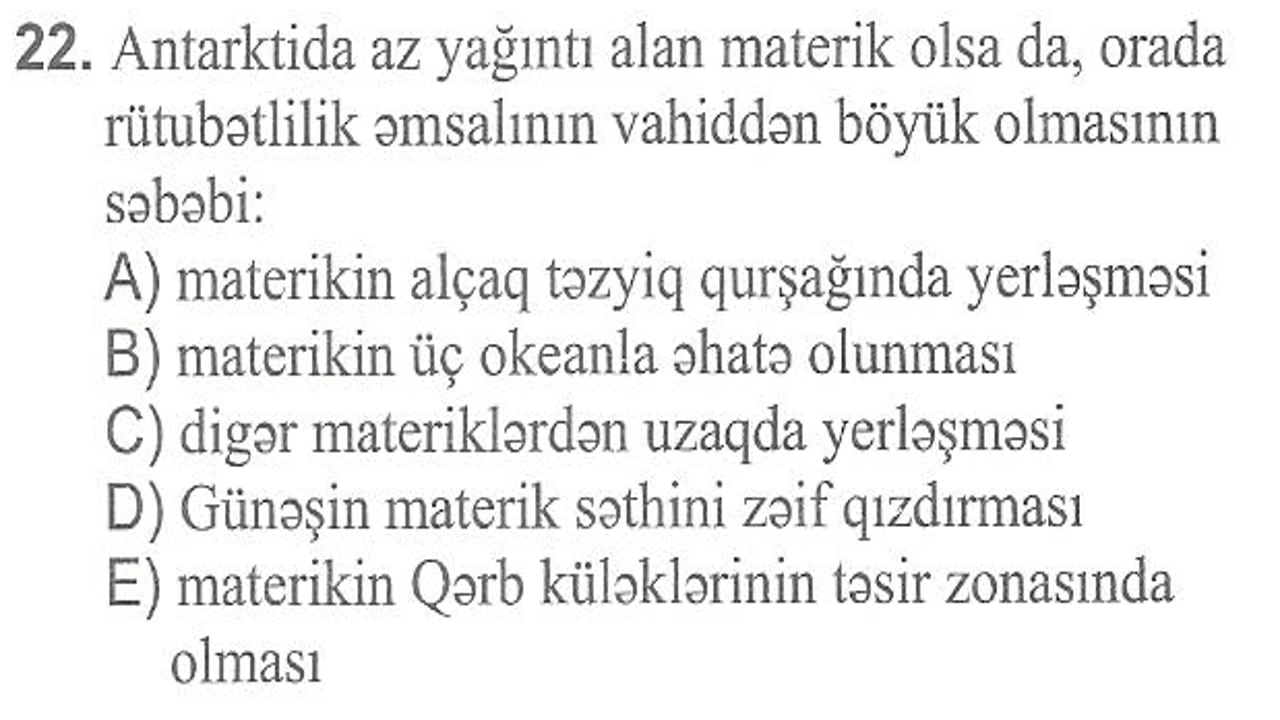 22. Antarktida az yağıntı alan materik olsa da, orada
rütubətlilik əmsalının vahiddən böyük olmasının
səbəbi:
A) materikin alçaq təzyiq qurşağında yerləşməsi
B) materikin üç okeanla əhatə olunması
C) digər materiklərdən uzaqda yerləşməsi
D) Günəşin materik səthini zəif qızdırması
E) materikin Qərb küləklərinin təsir zonasında
olması